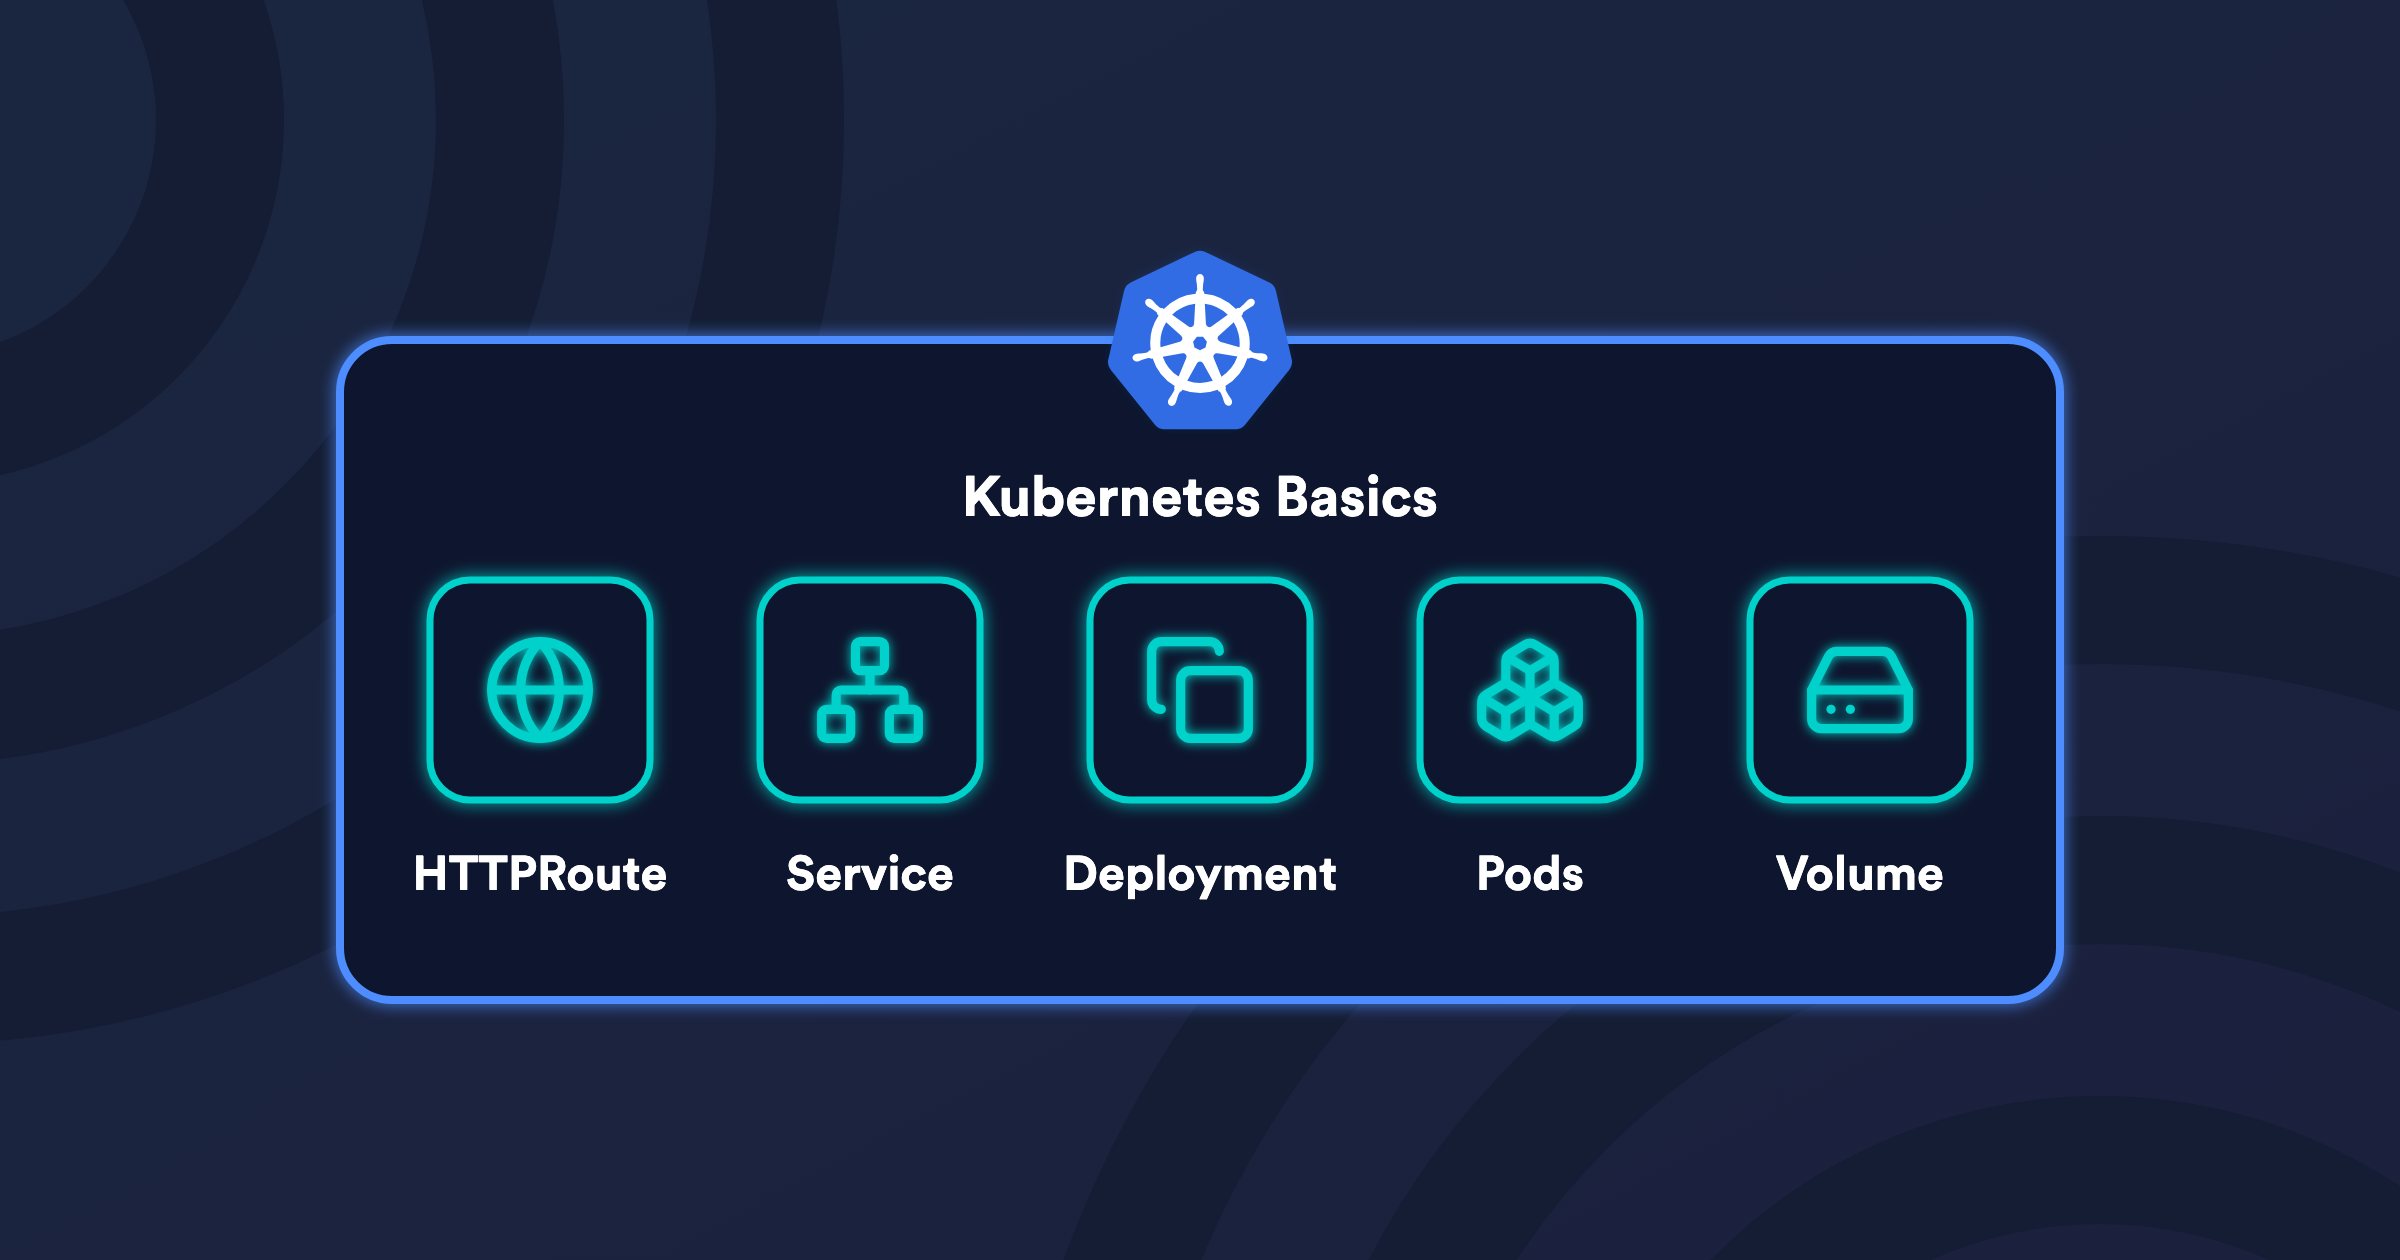 Kubernetes Basics
HTTPRoute
Service
Deployment
Pods
Volume